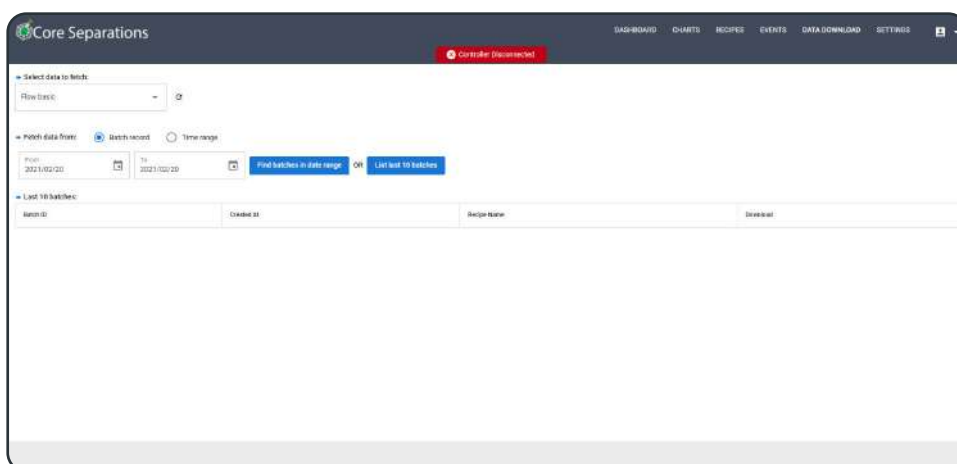 Core Separations
DASHBOARD CHARTS RECIPES EVENTS DATA DOWNLOAD SETTINGS
Controller Disconnected
Select data to fetch:
Flow basic
Fetch data from: Batch record Time range
From To
2021/02/20 2021/02/20 Find batches in date range OR List last 10 batches
Last 10 batches:
Batch ID Created At Recipe Name Download